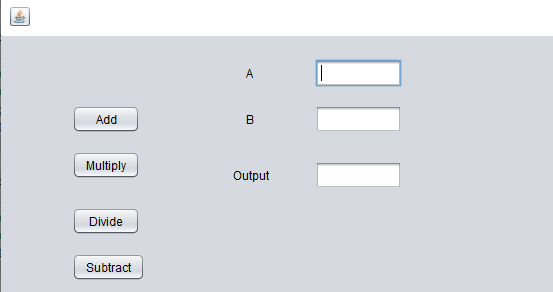 A
Add
B
Multiply
Output
Divide
Subtract